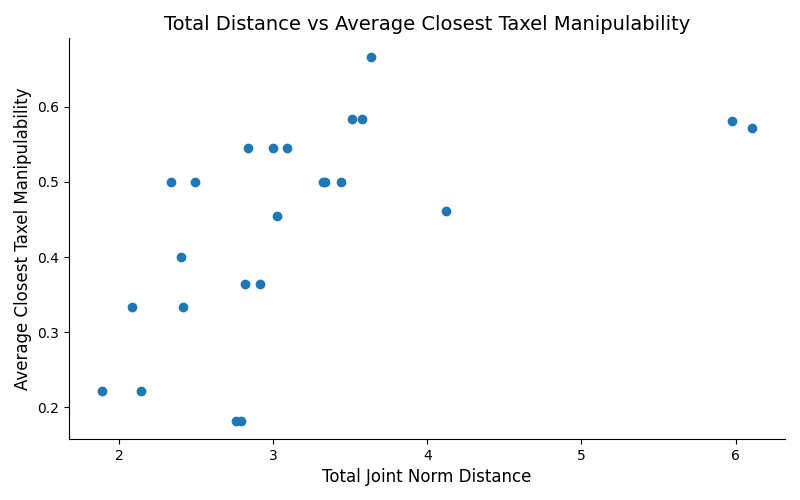 Total Distance vs Average Closest Taxel Manipulability
Average Closest Taxel Manipulability
0.6
0.5
0.4
0.3
0.2
2 3 4 5 6
Total Joint Norm Distance